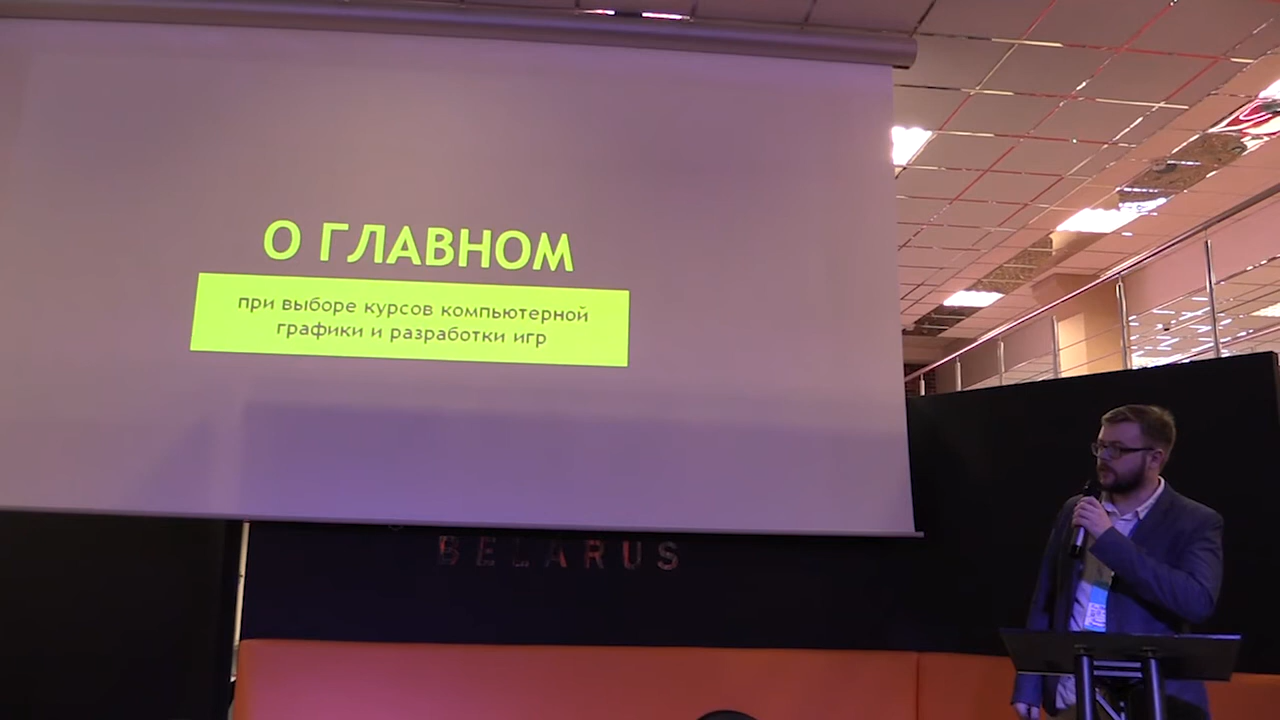 О ГЛАВНОМ
при выборе курсов компьютерной
графики и разработки игр
BELARUS